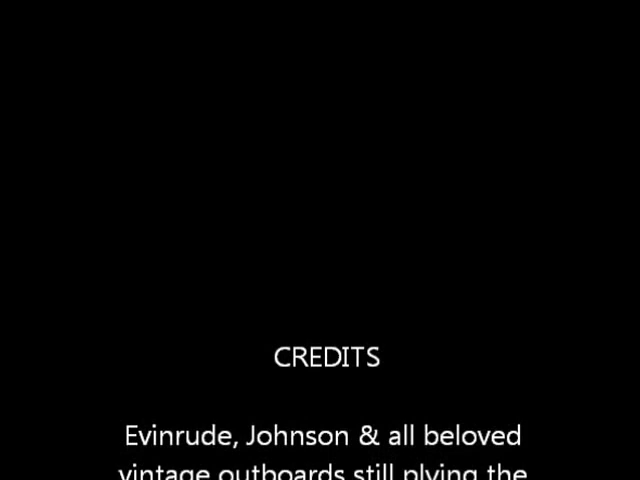 CREDITS
Evinrude, Johnson & all beloved
vintage outboards still plying the